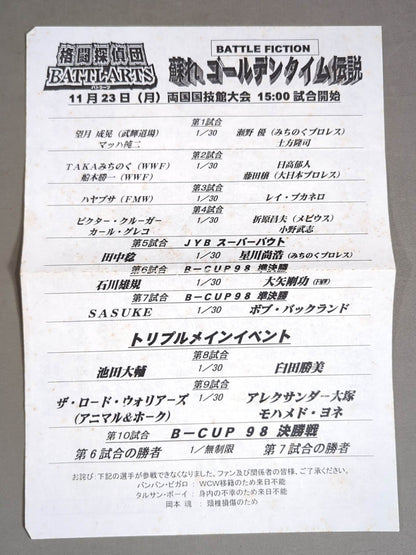 格闘探偵団
BATTLARTS
バトラーツ
BATTLE FICTION
蘇れ ゴールデンタイム伝説
11月23日（月）両国国技館大会 15:00 試合開始
第1試合
望月 成晃（武輝道場） 1／30 瀬野 優（みちのくプロレス）
マッハ純二 土方隆司
第2試合
TAKAみちのく（WWF） 1／30 日高郁人
船木勝一（WWF） 藤田穣（大日本プロレス）
第3試合
ハヤブサ（FMW） 1／30 レイ・ブカネロ
第4試合
ビクター・クルーガー 1／30 折原昌夫（メビウス）
カール・グレコ 小野武志
第5試合 JYB スーパーバウト
田中稔 1／30 星川尚浩（みちのくプロレス）
第6試合 B-CUP98 準決勝
石川雄規 1／30 大矢剛功（FMW）
第7試合 B-CUP98 準決勝
SASUKE 1／30 ボブ・バックランド
トリプルメインイベント
第8試合
池田大輔 1／30 臼田勝美
第9試合
ザ・ロード・ウォリアーズ 1／30 アレクサンダー大塚
（アニマル&ホーク） モハメド・ヨネ
第10試合 B-CUP 98 決勝戦
第6試合の勝者 1／無制限 第7試合の勝者
お詫び：下記の選手が参戦できなくなりました。ファン及び関係者の皆様、ご了承ください。
バンバン・ビガロ ： WCW移籍のため来日不能
タルサン・ボーイ ： 身内の不幸のため来日不能
岡本 魂 ： 頸椎損傷のため